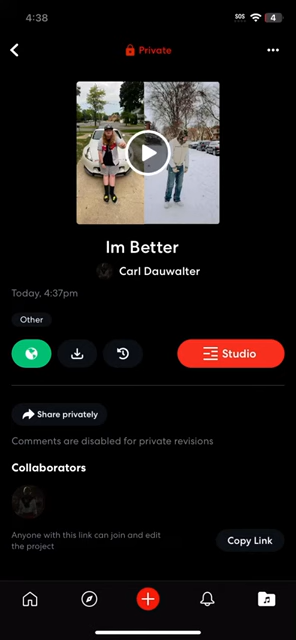 4:38
SOS
4
Private
Im Better
Carl Dauwalter
Today, 4:37pm
Other
Studio
Share privately
Comments are disabled for private revisions
Collaborators
Anyone with this link can join and edit
the project
Copy Link